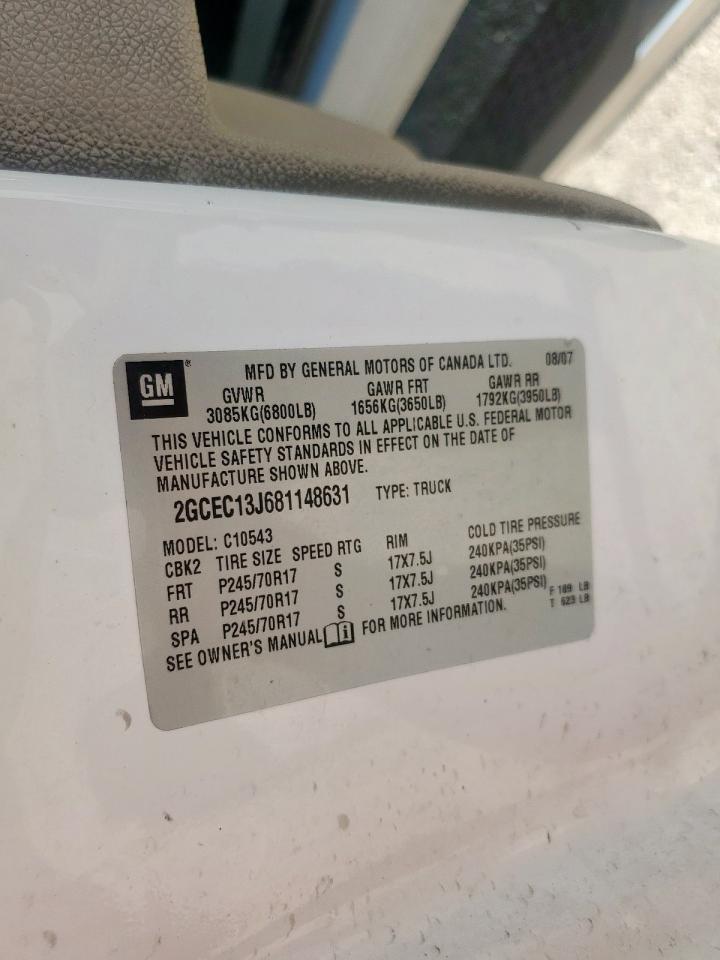 GM®
MFD BY GENERAL MOTORS OF CANADA LTD. 08/07
GVWR GAWR FRT GAWR RR
3085KG(6800LB) 1656KG(3650LB) 1792KG(3950LB)
THIS VEHICLE CONFORMS TO ALL APPLICABLE U.S. FEDERAL MOTOR
VEHICLE SAFETY STANDARDS IN EFFECT ON THE DATE OF
MANUFACTURE SHOWN ABOVE.
2GCEC13J681148631 TYPE: TRUCK
MODEL: C10543
CBK2 TIRE SIZE SPEED RTG RIM COLD TIRE PRESSURE
FRT P245/70R17 S 17X7.5J 240KPA(35PSI)
RR P245/70R17 S 17X7.5J 240KPA(35PSI)
SPA P245/70R17 S 17X7.5J 240KPA(35PSI)
SEE OWNER'S MANUAL FOR MORE INFORMATION.
F 189 LB
T 623 LB